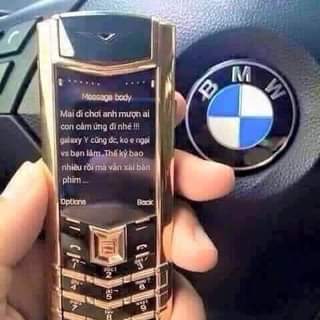 BMW
Message body
Mai đi chơi anh mượn ai
con cảm ứng đi nhé !!!
galaxy Y cũng đc, ko e ngại
vs bạn lắm .Thế kỷ bao
nhiêu rồi mà vẫn xài bàn
phím ...
Options Back